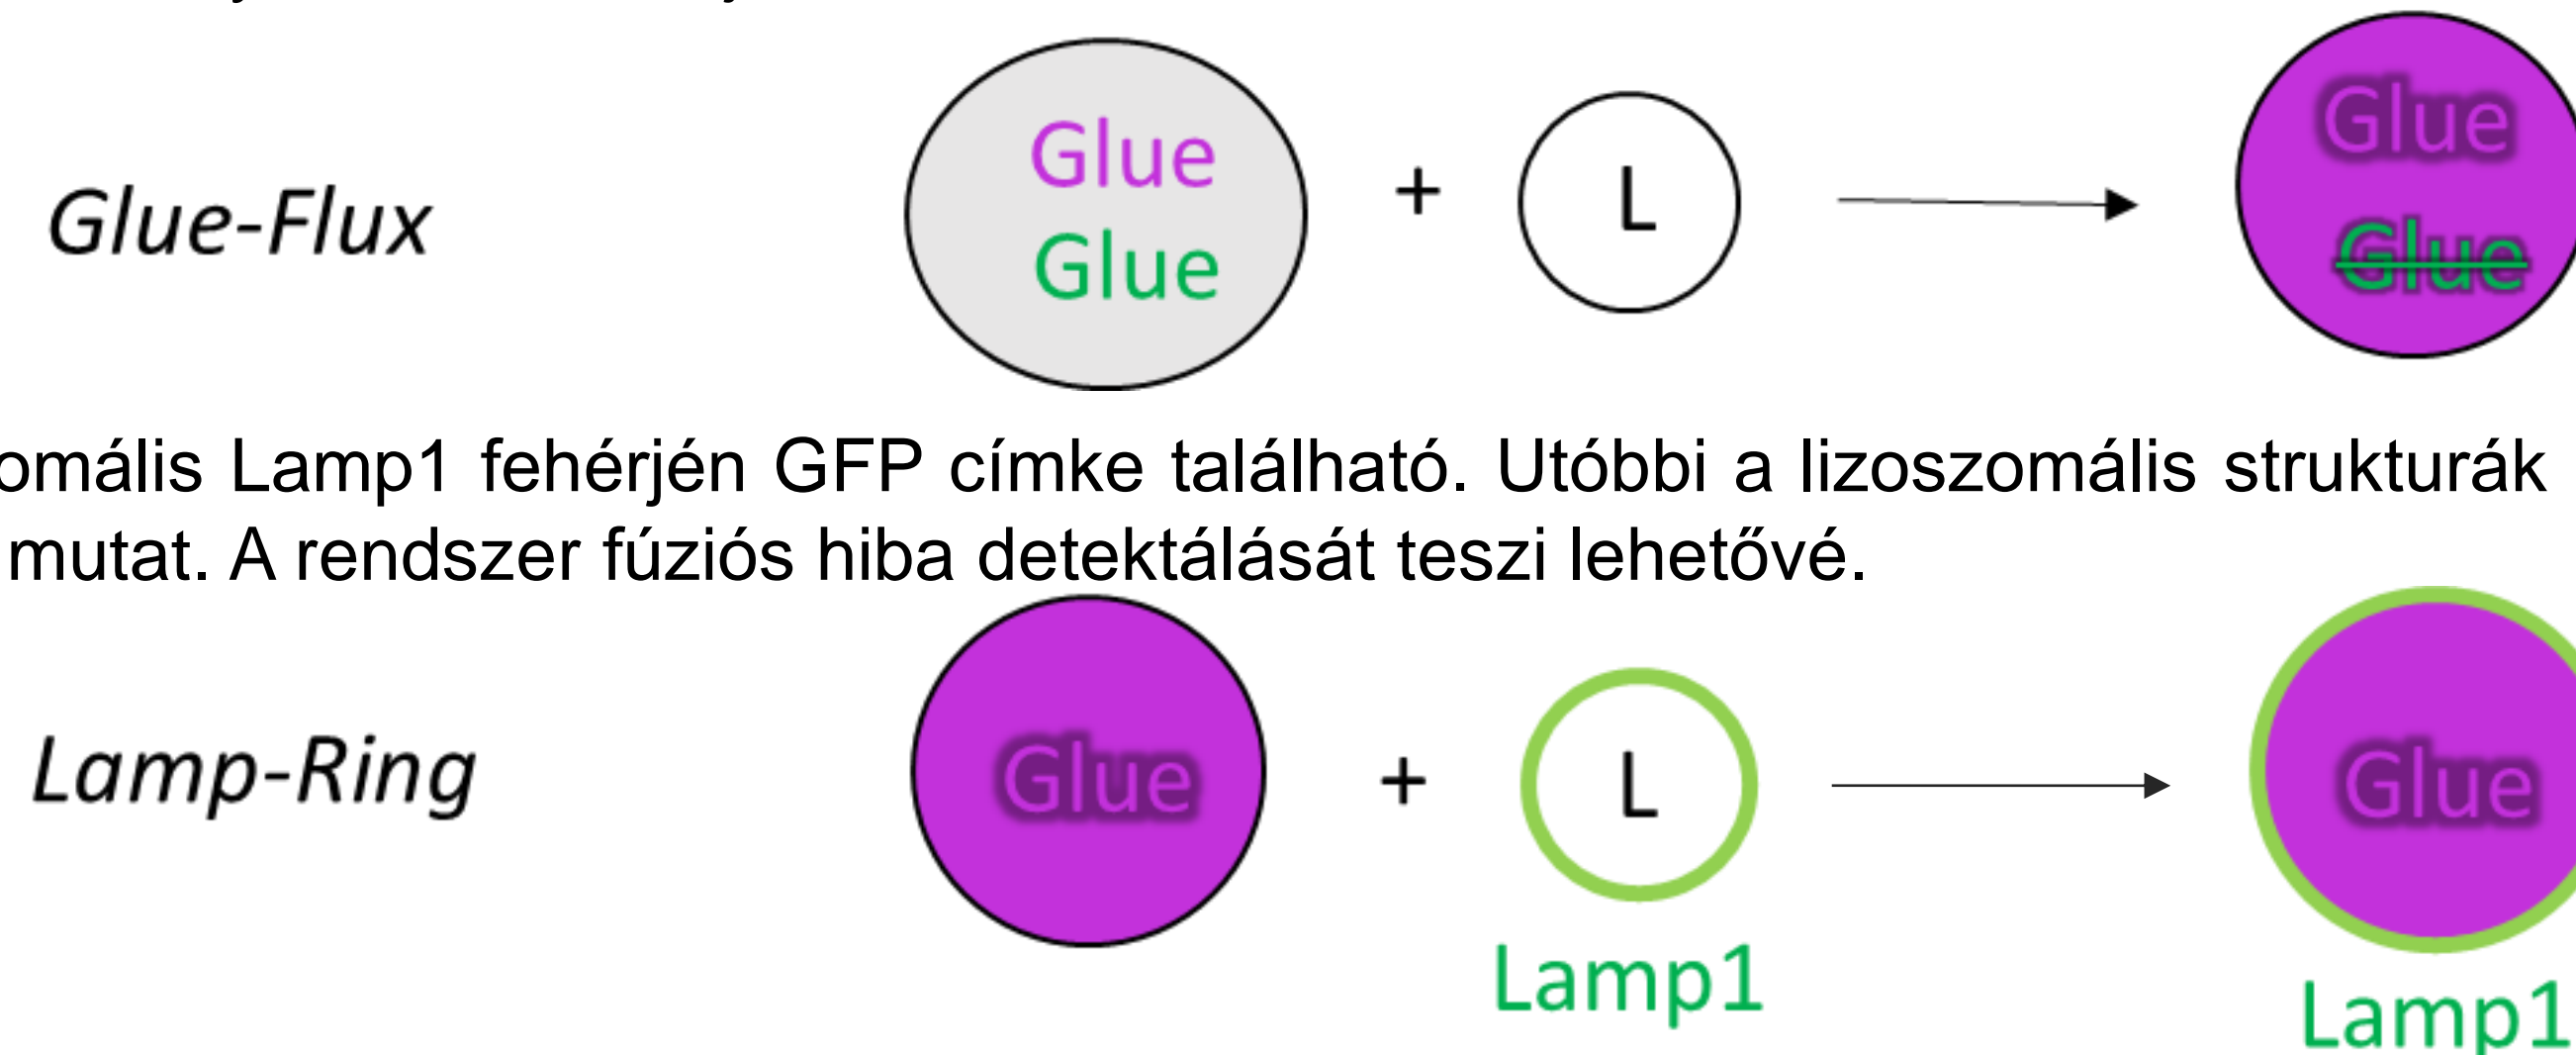 Glue
Glue
Glue-Flux
+
L
Glue
Glue
omális Lamp1 fehérjén GFP címke található. Utóbbi a lizoszomális strukturák
mutat. A rendszer fúziós hiba detektálását teszi lehetővé.
Lamp-Ring
Glue
+
L
Glue
Lamp1
Lamp1